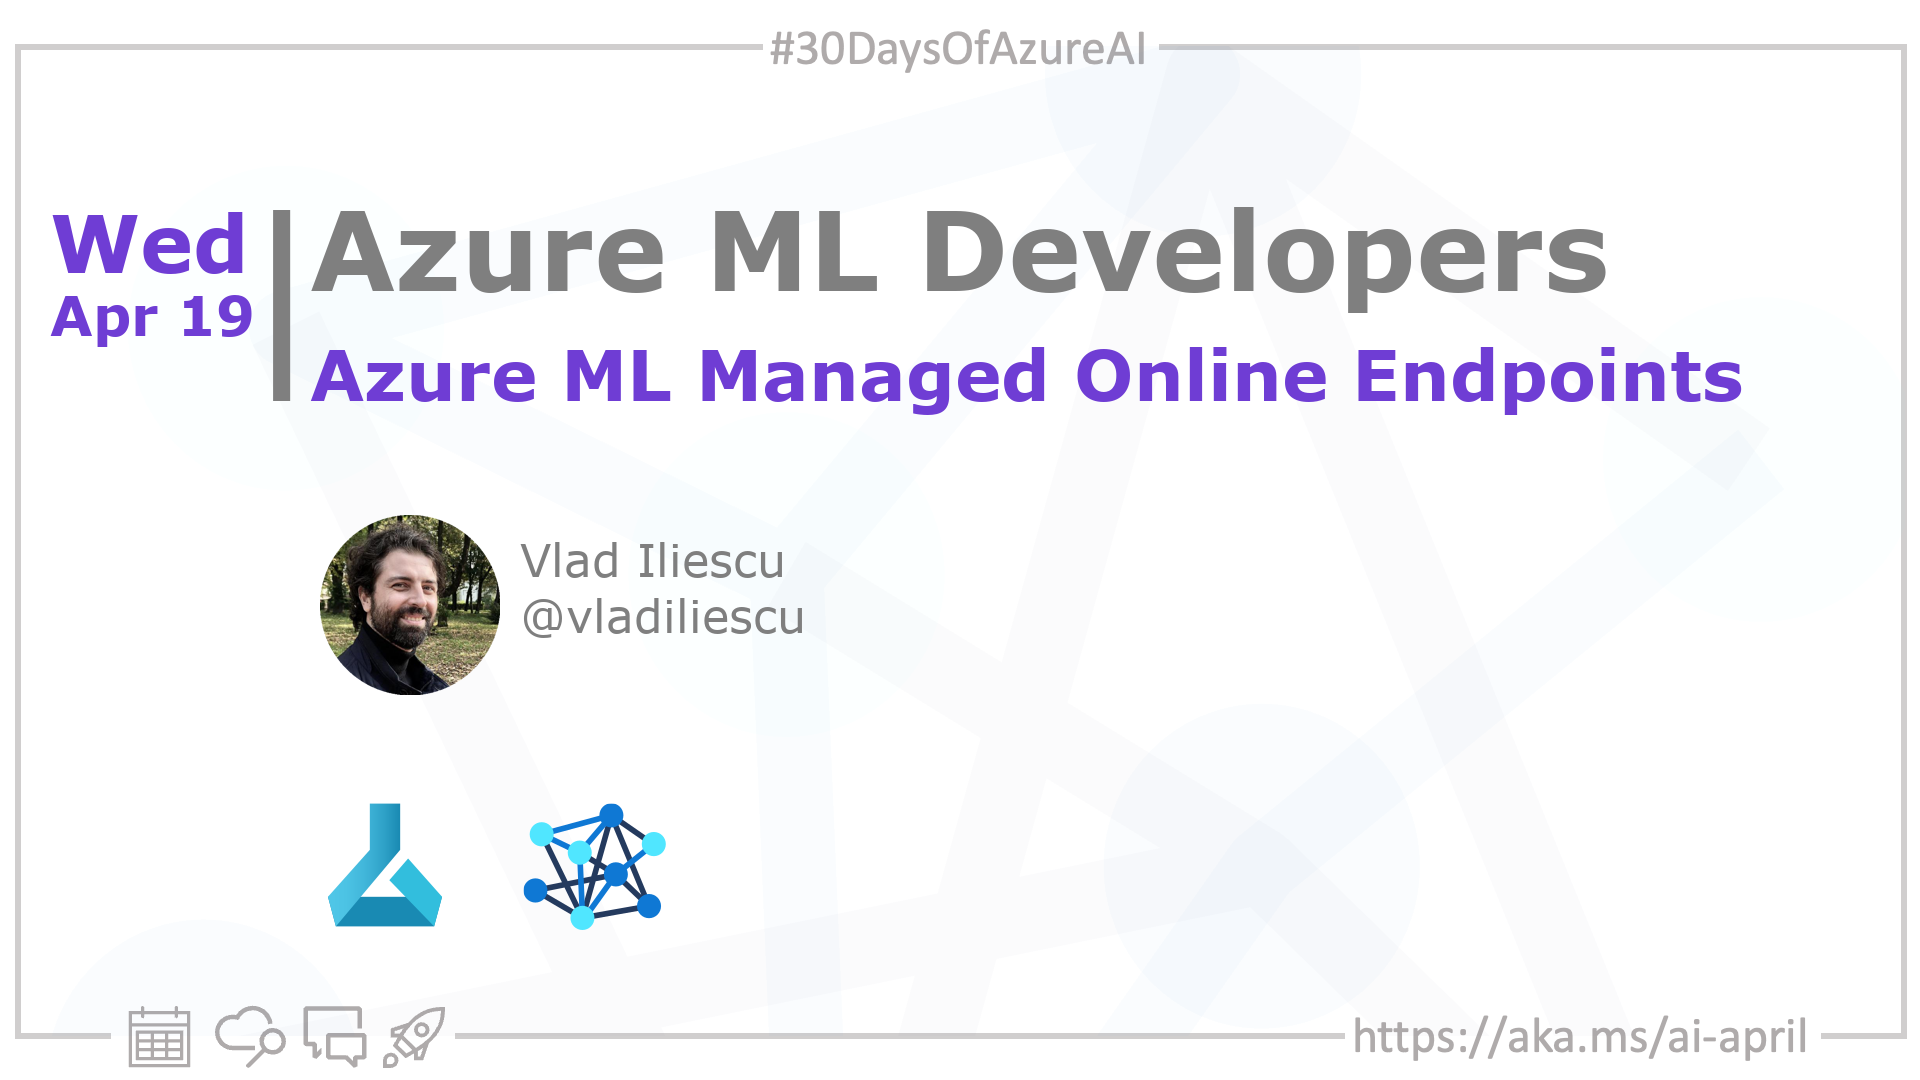 #30DaysOfAzureAI
Wed
Apr 19
Azure ML Developers
Azure ML Managed Online Endpoints
Vlad Iliescu
@vladiliescu
https://aka.ms/ai-april